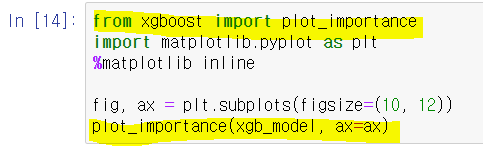 In [14]:
from xgboost import plot_importance
import matplotlib.pyplot as plt
%matplotlib inline
fig, ax = plt.subplots(figsize=(10, 12))
plot_importance(xgb_model, ax=ax)